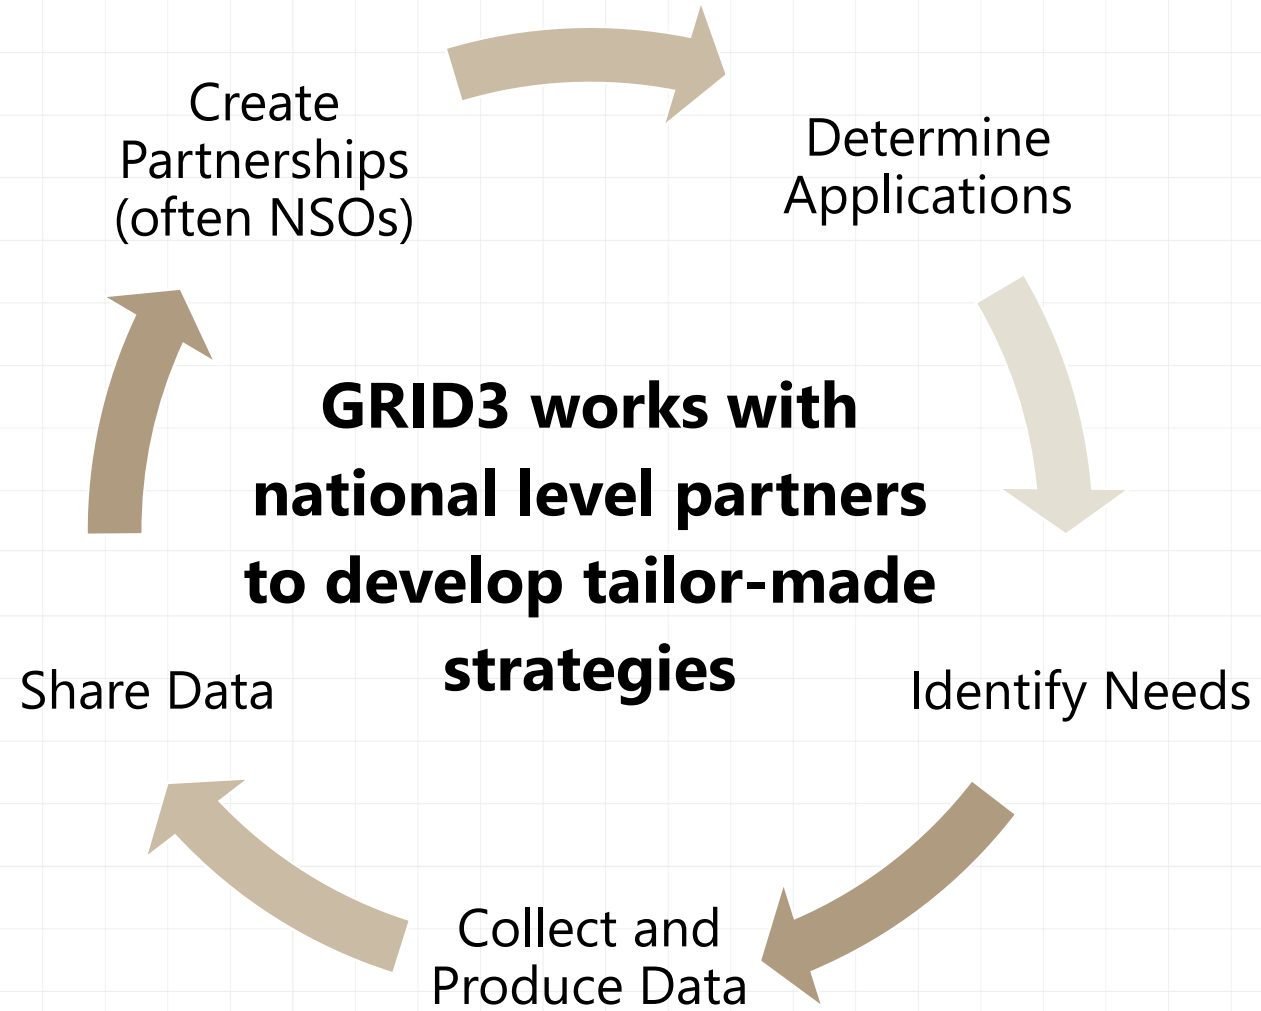 Create
Partnerships
(often NSOs)
Determine
Applications
GRID3 works with
national level partners
to develop tailor-made
strategies
Share Data
Identify Needs
Collect and
Produce Data